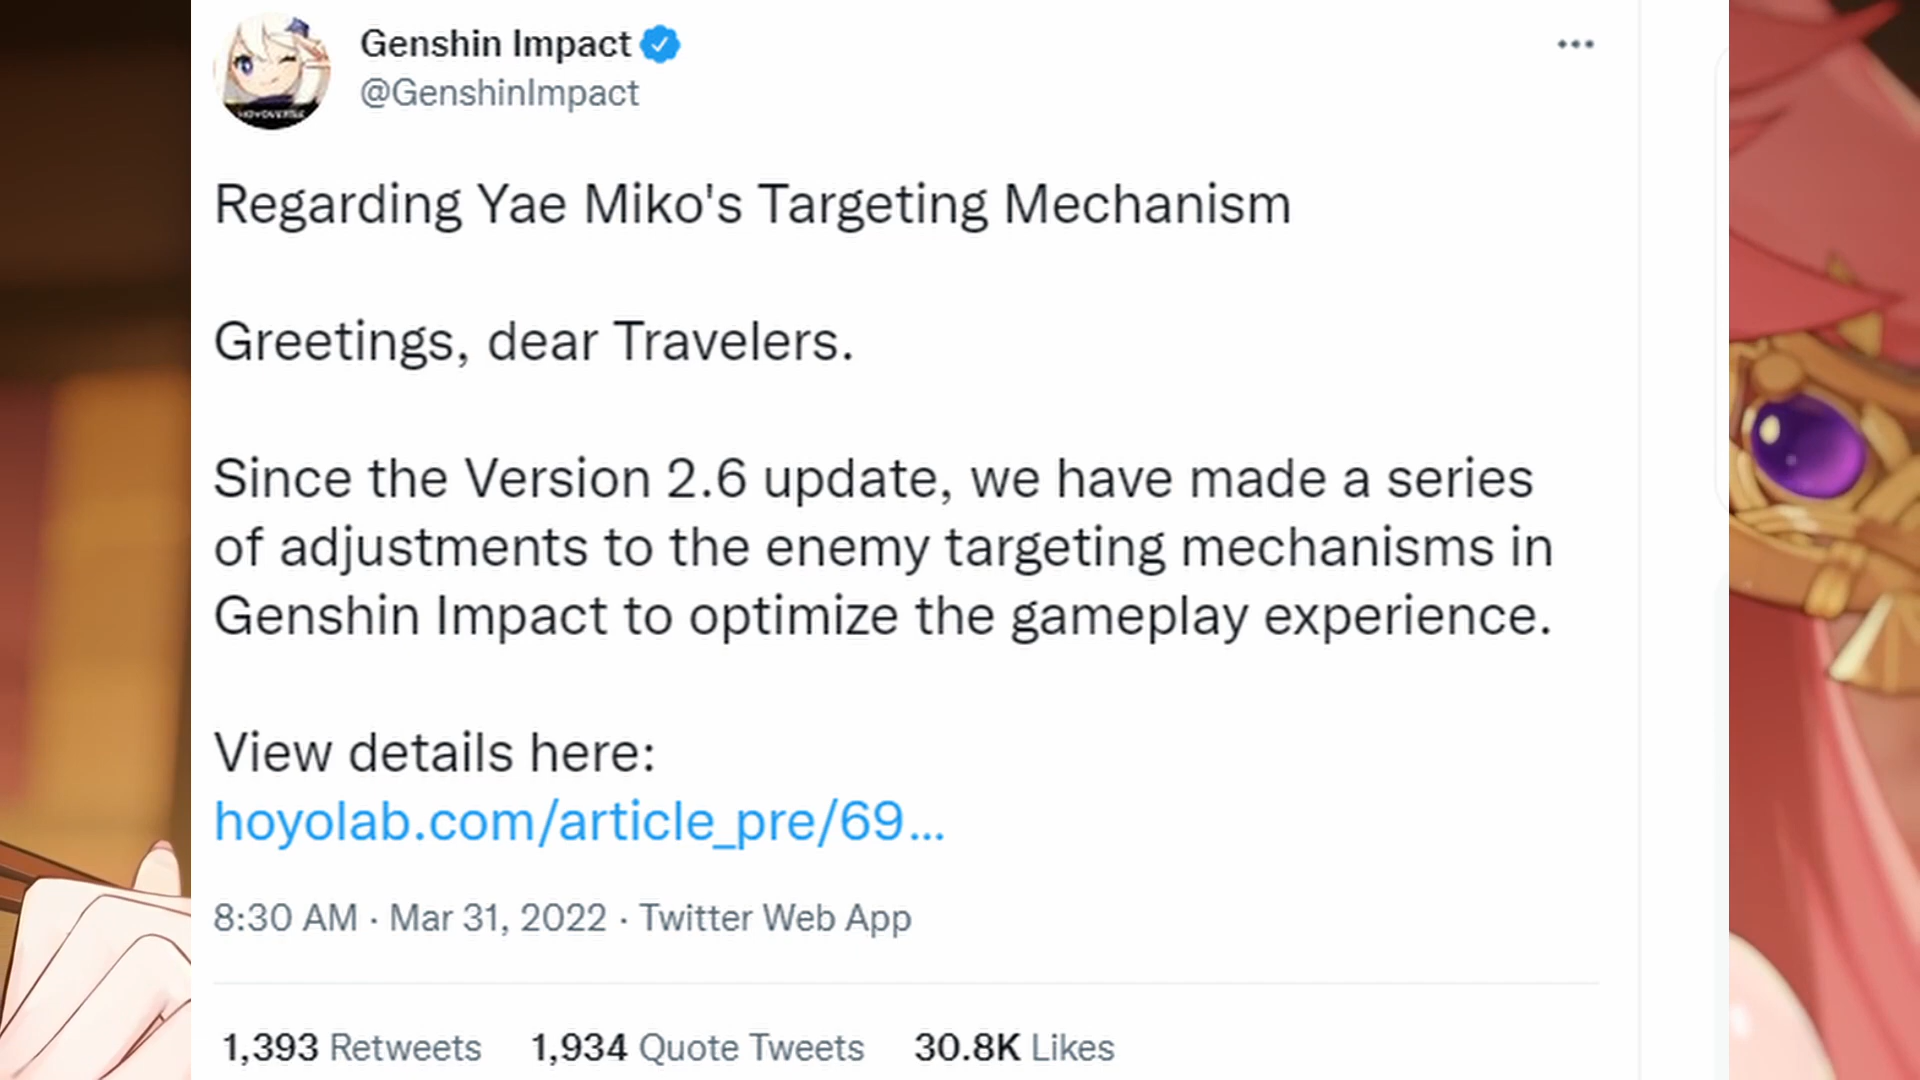 Genshin Impact
@GenshinImpact
Regarding Yae Miko's Targeting Mechanism
Greetings, dear Travelers.
Since the Version 2.6 update, we have made a series
of adjustments to the enemy targeting mechanisms in
Genshin Impact to optimize the gameplay experience.
View details here:
hoyolab.com/article_pre/69...
8:30 AM · Mar 31, 2022 · Twitter Web App
1,393 Retweets 1,934 Quote Tweets 30.8K Likes
HOYOVERSE